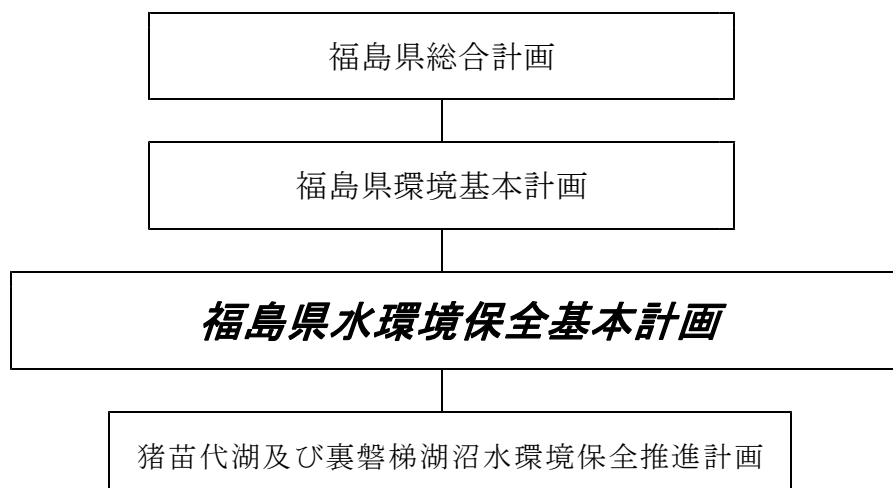 福島県総合計画
福島県環境基本計画
福島県水環境保全基本計画
猪苗代湖及び裏磐梯湖沼水環境保全推進計画